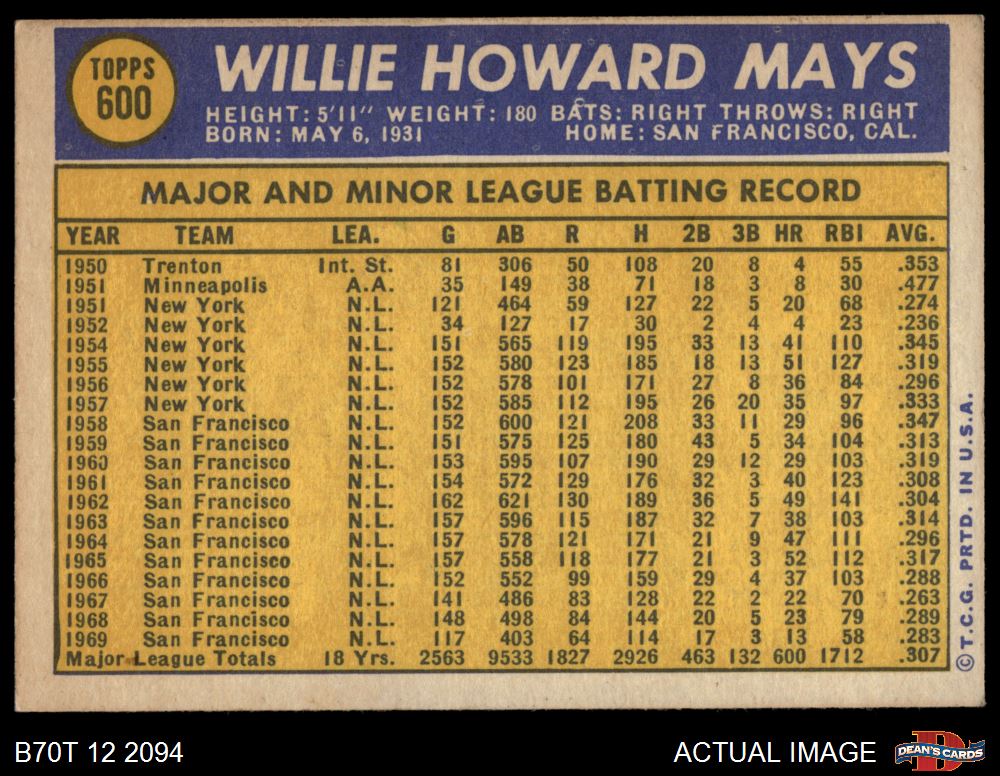 TOPPS
600
WILLIE HOWARD MAYS
HEIGHT: 5'11" WEIGHT: 180 BATS: RIGHT THROWS: RIGHT
BORN: MAY 6, 1931 HOME: SAN FRANCISCO, CAL.
MAJOR AND MINOR LEAGUE BATTING RECORD
YEAR TEAM LEA. G AB R H 2B 3B HR RBI AVG.
1950 Trenton Int. St. 81 306 50 108 20 8 4 55 .353
1951 Minneapolis A.A. 35 149 38 71 18 3 8 30 .477
1951 New York N.L. 121 464 59 127 22 5 20 68 .274
1952 New York N.L. 34 127 17 30 2 4 4 23 .236
1954 New York N.L. 151 565 119 195 33 13 41 110 .345
1955 New York N.L. 152 580 123 185 18 13 51 127 .319
1956 New York N.L. 152 578 101 171 27 8 36 84 .296
1957 New York N.L. 152 585 112 195 26 20 35 97 .333
1958 San Francisco N.L. 152 600 121 208 33 11 29 96 .347
1959 San Francisco N.L. 151 575 125 180 43 5 34 104 .313
1960 San Francisco N.L. 153 595 107 190 29 12 29 103 .319
1961 San Francisco N.L. 154 572 129 176 32 3 40 123 .308
1962 San Francisco N.L. 162 621 130 189 36 5 49 141 .304
1963 San Francisco N.L. 157 596 115 187 32 7 38 103 .314
1964 San Francisco N.L. 157 578 121 171 21 9 47 111 .296
1965 San Francisco N.L. 157 558 118 177 21 3 52 112 .317
1966 San Francisco N.L. 152 552 99 159 29 4 37 103 .288
1967 San Francisco N.L. 141 486 83 128 22 2 22 70 .263
1968 San Francisco N.L. 148 498 84 144 20 5 23 79 .289
1969 San Francisco N.L. 117 403 64 114 17 3 13 58 .283
Major League Totals 18 Yrs. 2563 9533 1827 2926 463 132 600 1712 .307
© T.C.G. PRTD. IN U.S.A.
B70T 12 2094 ACTUAL IMAGE
DEAN'S CARDS